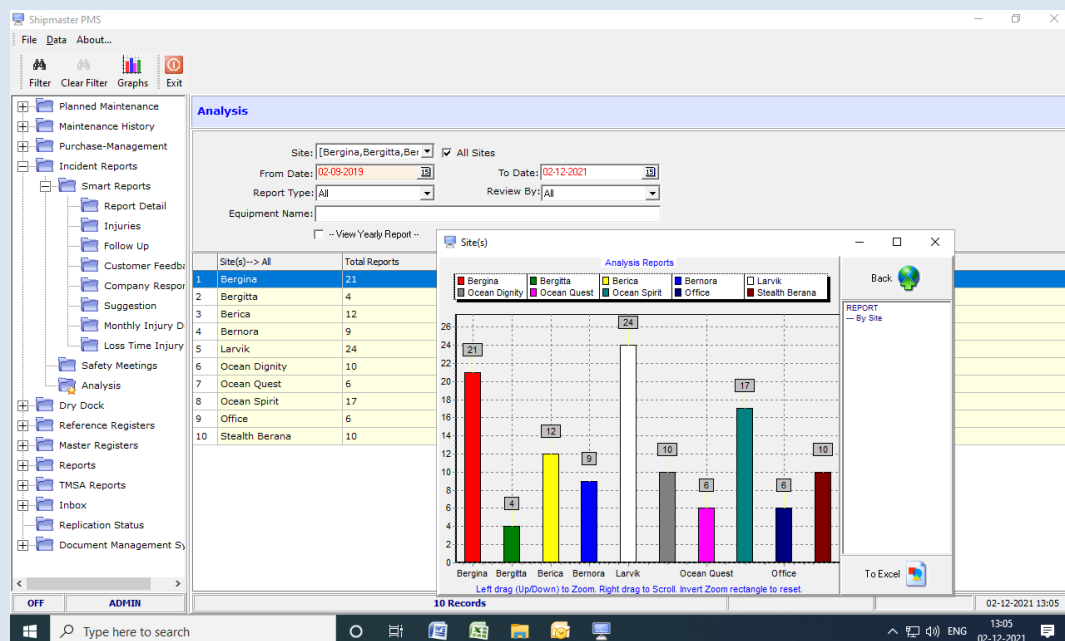 Shipmaster PMS
File Data About...
Filter Clear Filter Graphs Exit
Planned Maintenance
Maintenance History
Purchase-Management
Incident Reports
Smart Reports
Report Detail
Injuries
Follow Up
Customer Feedba
Company Respor
Suggestion
Monthly Injury D
Loss Time Injury
Safety Meetings
Analysis
Dry Dock
Reference Registers
Master Registers
Reports
TMSA Reports
Inbox
Replication Status
Document Management Sy
Analysis
Site: [Bergina,Bergitta,Ber All Sites
From Date: 02-09-2019 15 To Date: 02-12-2021 15
Report Type: All Review By: All
Equipment Name:
-- View Yearly Report --
Site(s)--> All Total Reports
1 Bergina 21
2 Bergitta 4
3 Berica 12
4 Bernora 9
5 Larvik 24
6 Ocean Dignity 10
7 Ocean Quest 6
8 Ocean Spirit 17
9 Office 6
10 Stealth Berana 10
Site(s)
Analysis Reports
Bergina Bergitta Berica Bernora Larvik
Ocean Dignity Ocean Quest Ocean Spirit Office Stealth Berana
26
24
22
20
18
16
14
12
10
8
6
4
2
0
21 4 12 9 24 10 6 17 6 10
Bergina Bergitta Berica Bernora Larvik Ocean Quest Office
Left drag (Up/Down) to Zoom. Right drag to Scroll. Invert Zoom rectangle to reset.
Back
REPORT
--- By Site
To Excel
OFF ADMIN 10 Records 02-12-2021 13:05
Type here to search
ENG
13:05
02-12-2021